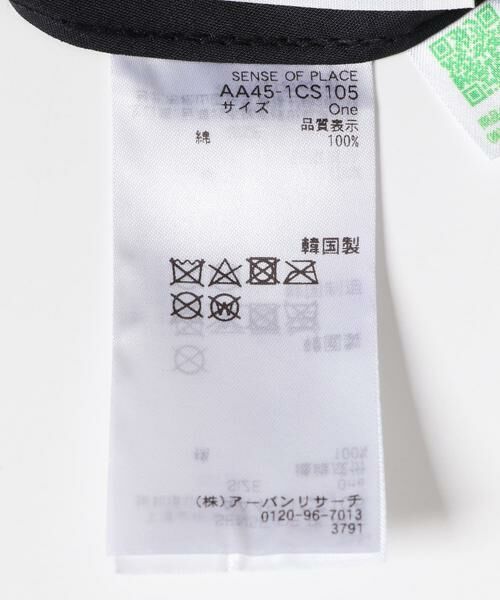 SENSE OF PLACE
AA45-1CS105
サイズ One
品質表示
綿 100%
韓国製
(株)アーバンリサーチ
0120-96-7013
3791